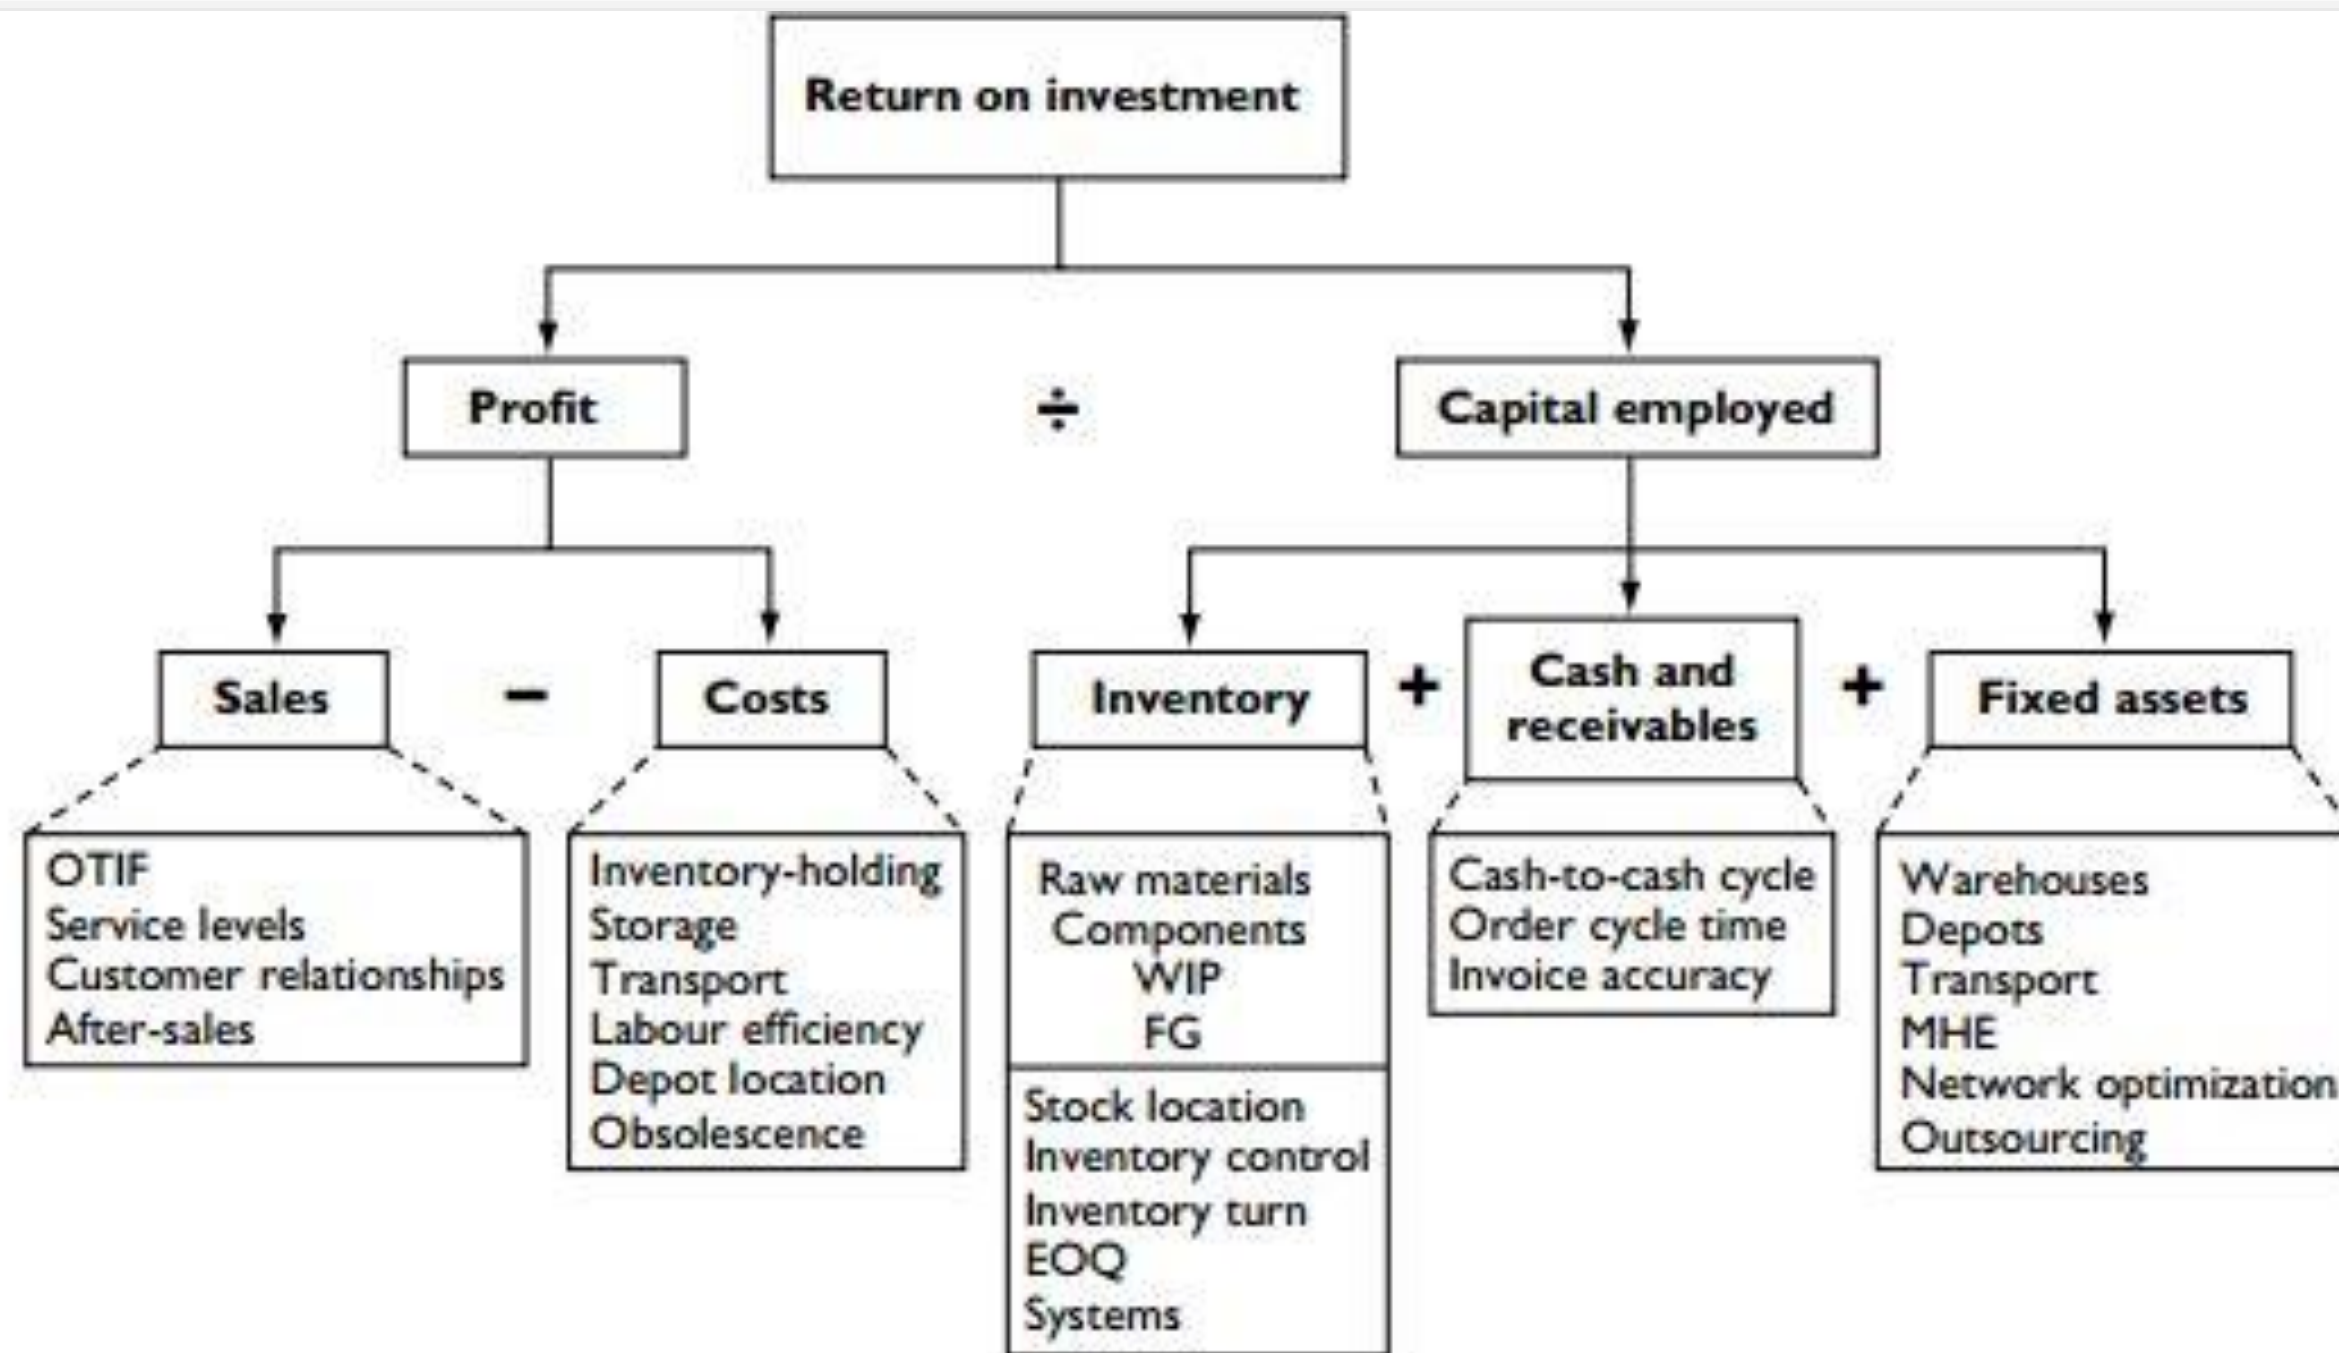 Return on investment
Profit
÷
Capital employed
Sales
–
Costs
Inventory
+
Cash and
receivables
+
Fixed assets
OTIF
Service levels
Customer relationships
After-sales
Inventory-holding
Storage
Transport
Labour efficiency
Depot location
Obsolescence
Raw materials
Components
WIP
FG
Stock location
Inventory control
Inventory turn
EOQ
Systems
Cash-to-cash cycle
Order cycle time
Invoice accuracy
Warehouses
Depots
Transport
MHE
Network optimization
Outsourcing